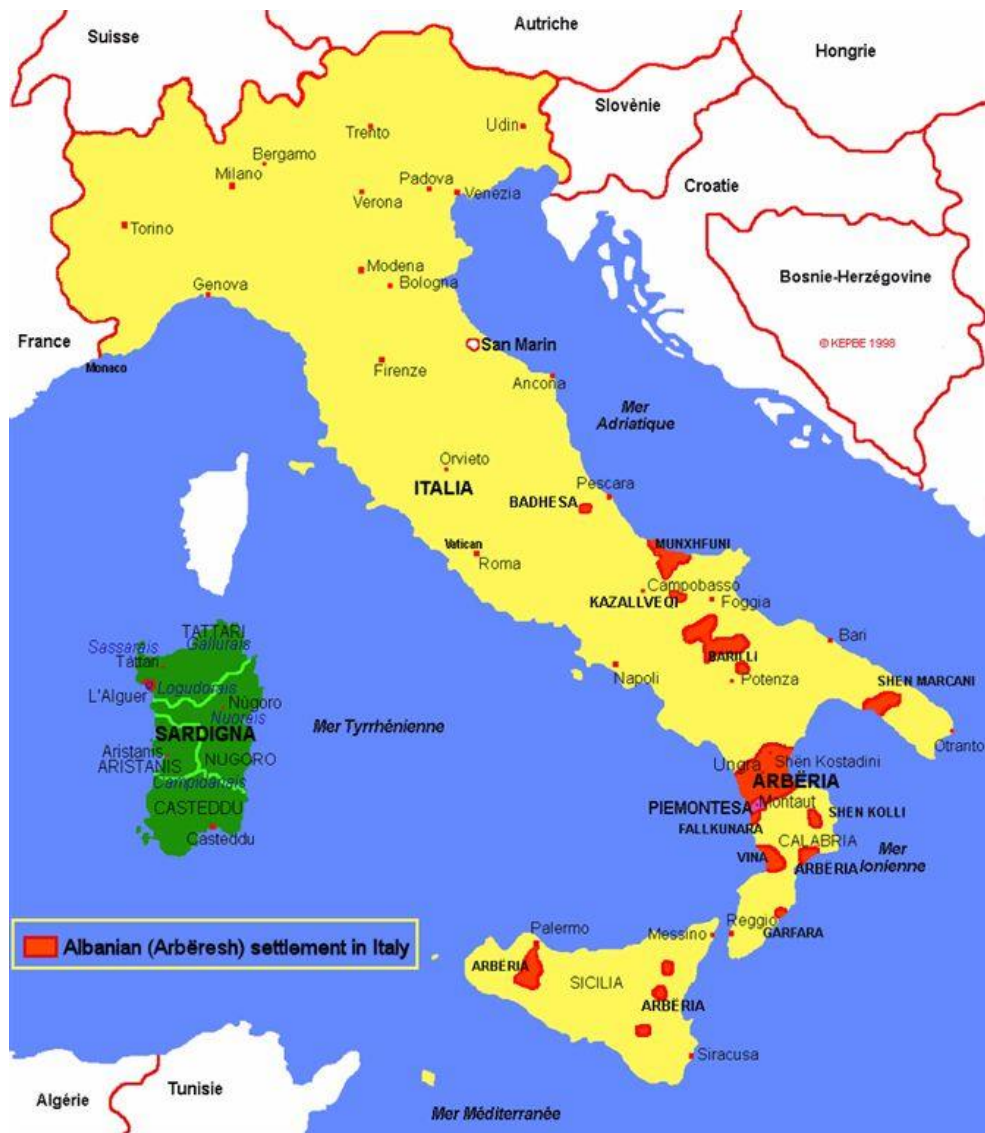 Autriche
Suisse
Hongrie
Slovènie
Trento
Udin
Bergamo
Milano
Padova
Venezia
Verona
Croatie
Torino
Modena
Bologna
Bosnie-Herzégovine
Genova
France
San Marin
© KEPBE 1998
Monaco
Firenze
Ancona
Mer
Adriatique
Orvieto
ITALIA
Pescara
BADHESA
Vatican
Roma
MUNXHFUNI
Campobasso
KAZALLVEQI
Foggia
TATTARI
Sassarais
Gallurais
Tàttari
Bari
BARILLI
Napoli
Potenza
L'Alguer
Logudorais
Nùgoro
Nuorais
SHEN MARCANI
Mer Tyrrhénienne
SARDIGNA
Otranto
Aristanis
ARISTANIS
NUGORO
Ungra
Shën Kostadini
ARBËRIA
Campidanais
CASTEDDU
PIEMONTESA
Montaut
SHEN KOLLI
FALLKUNARA
Casteddu
CALABRIA
VINA
ARBËRIA
Mer
Ionienne
Albanian (Arbëresh) settlement in Italy
Palermo
Messino
Reggio
GARFARA
ARBËRIA
SICILIA
ARBËRIA
Siracusa
Algérie
Tunisie
Mer Méditerranée